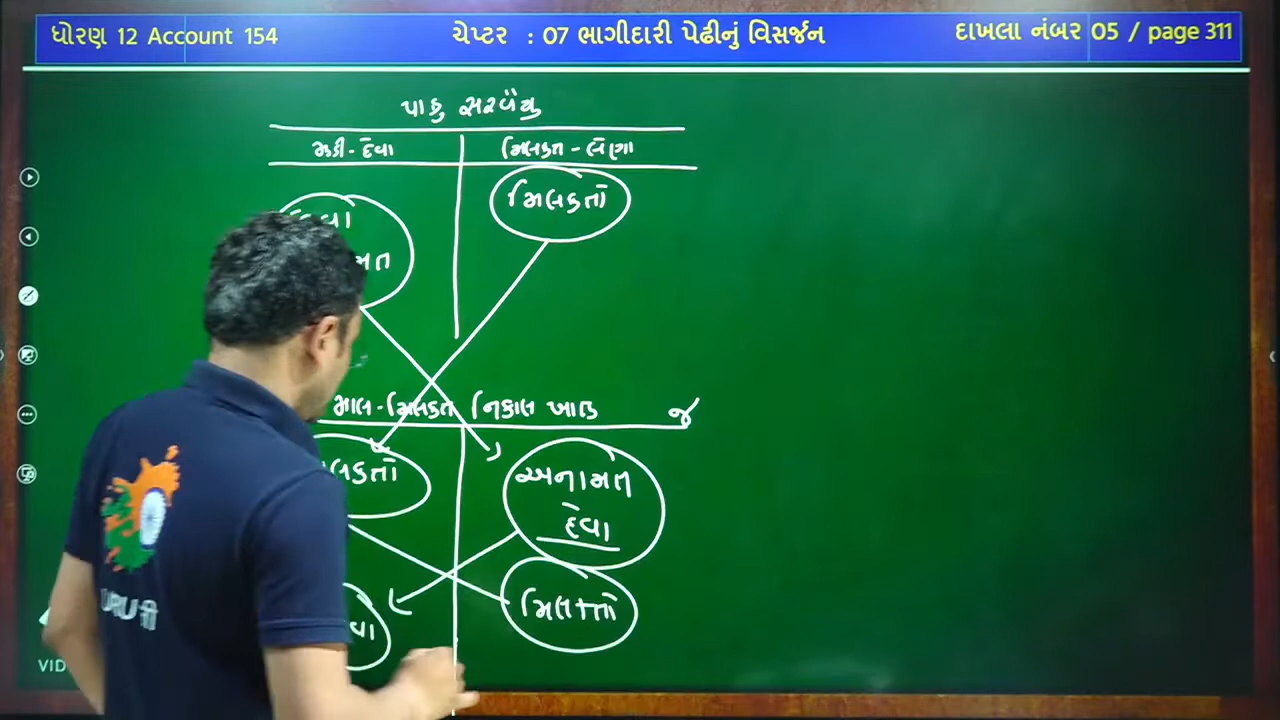 ધોરણ 12 Account 154
ચેપ્ટર : 07 ભાગીદારી પેઢીનું વિસર્જન
દાખલા નંબર 05 / page 311
પાકુ સરવૈયુ
મિલકત - લેણા
મિલકતો
માલ-મિલકત નિકાલ ખાતુ જ
અનામત
દેવા
VID